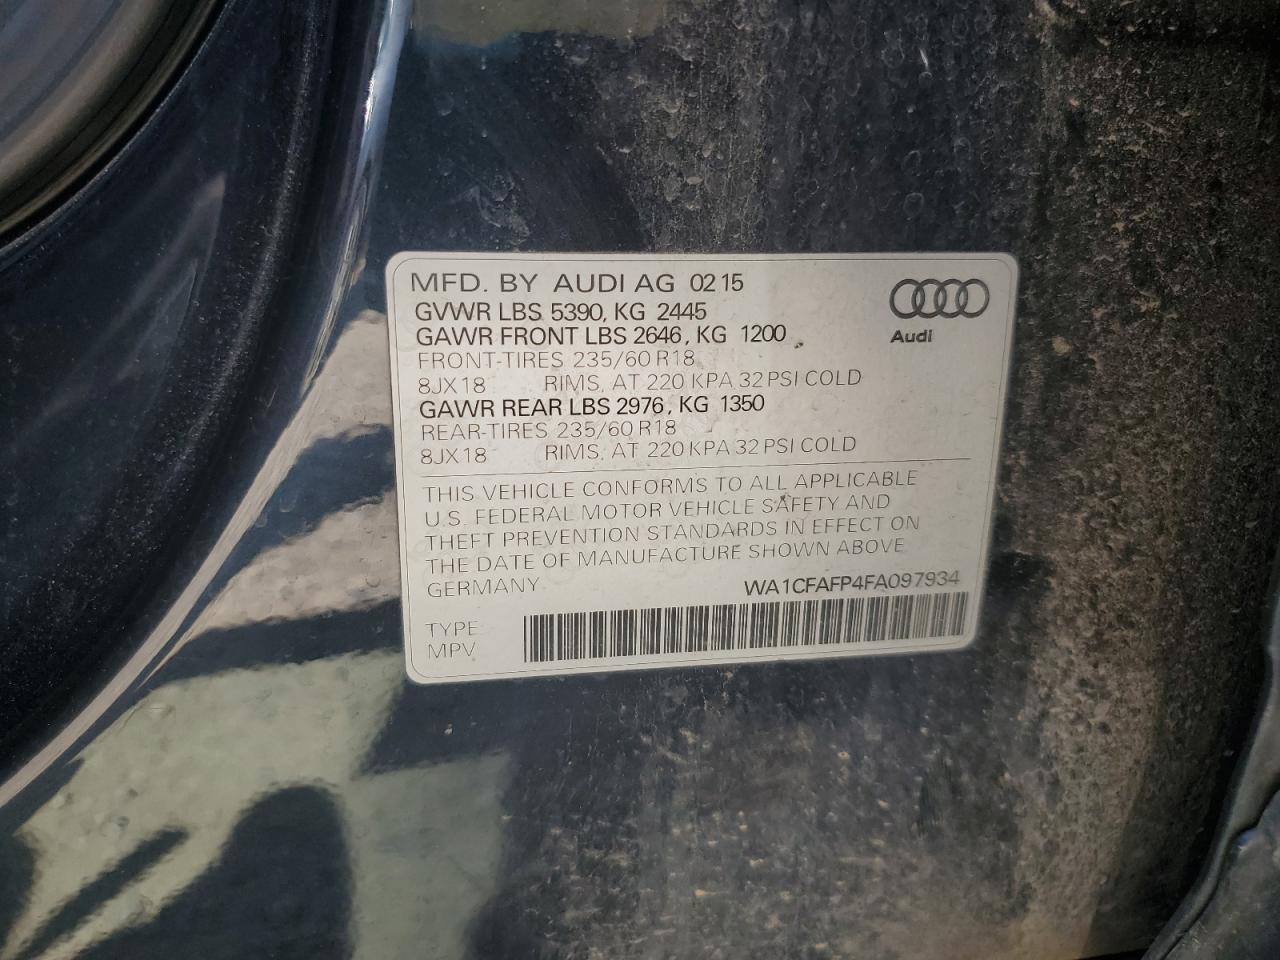 MFD. BY AUDI AG 02 15
GVWR LBS 5390, KG 2445
GAWR FRONT LBS 2646, KG 1200
FRONT-TIRES 235/60 R18
8JX18 RIMS, AT 220 KPA 32 PSI COLD
GAWR REAR LBS 2976, KG 1350
REAR-TIRES 235/60 R18
8JX18 RIMS, AT 220 KPA 32 PSI COLD
Audi
THIS VEHICLE CONFORMS TO ALL APPLICABLE
U.S. FEDERAL MOTOR VEHICLE SAFETY AND
THEFT PREVENTION STANDARDS IN EFFECT ON
THE DATE OF MANUFACTURE SHOWN ABOVE
GERMANY WA1CFAFP4FA097934
TYPE:
MPV